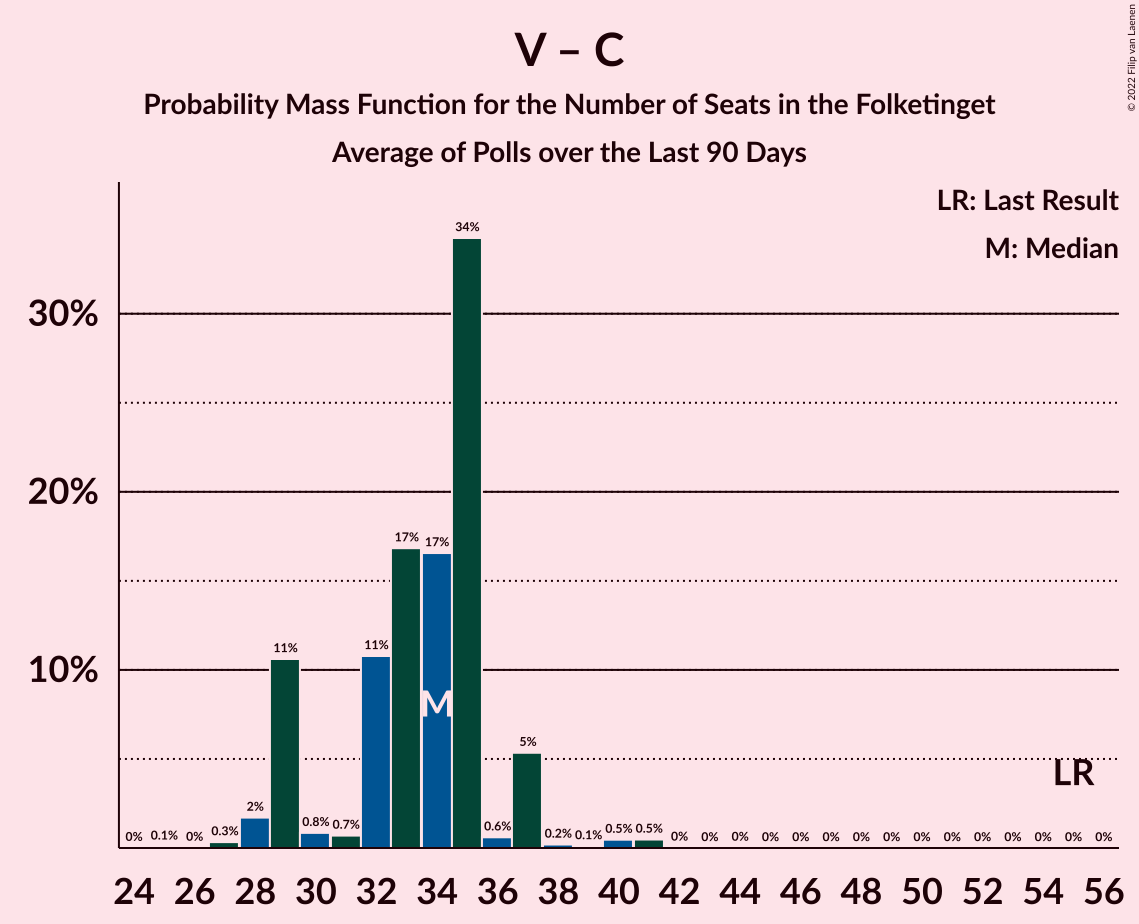 V – C
Probability Mass Function for the Number of Seats in the Folketinget
Average of Polls over the Last 90 Days
© 2022 Filip van Laenen
LR: Last Result
M: Median
34%
30%
20%
17% 17%
11% 11%
10%
M
5%
LR
0% 0.1% 0% 0.3% 2% 0.8% 0.7% 0.6% 0.2% 0.1% 0.5% 0.5% 0% 0% 0% 0% 0% 0% 0% 0% 0% 0% 0% 0% 0% 0% 0%
24 26 28 30 32 34 36 38 40 42 44 46 48 50 52 54 56